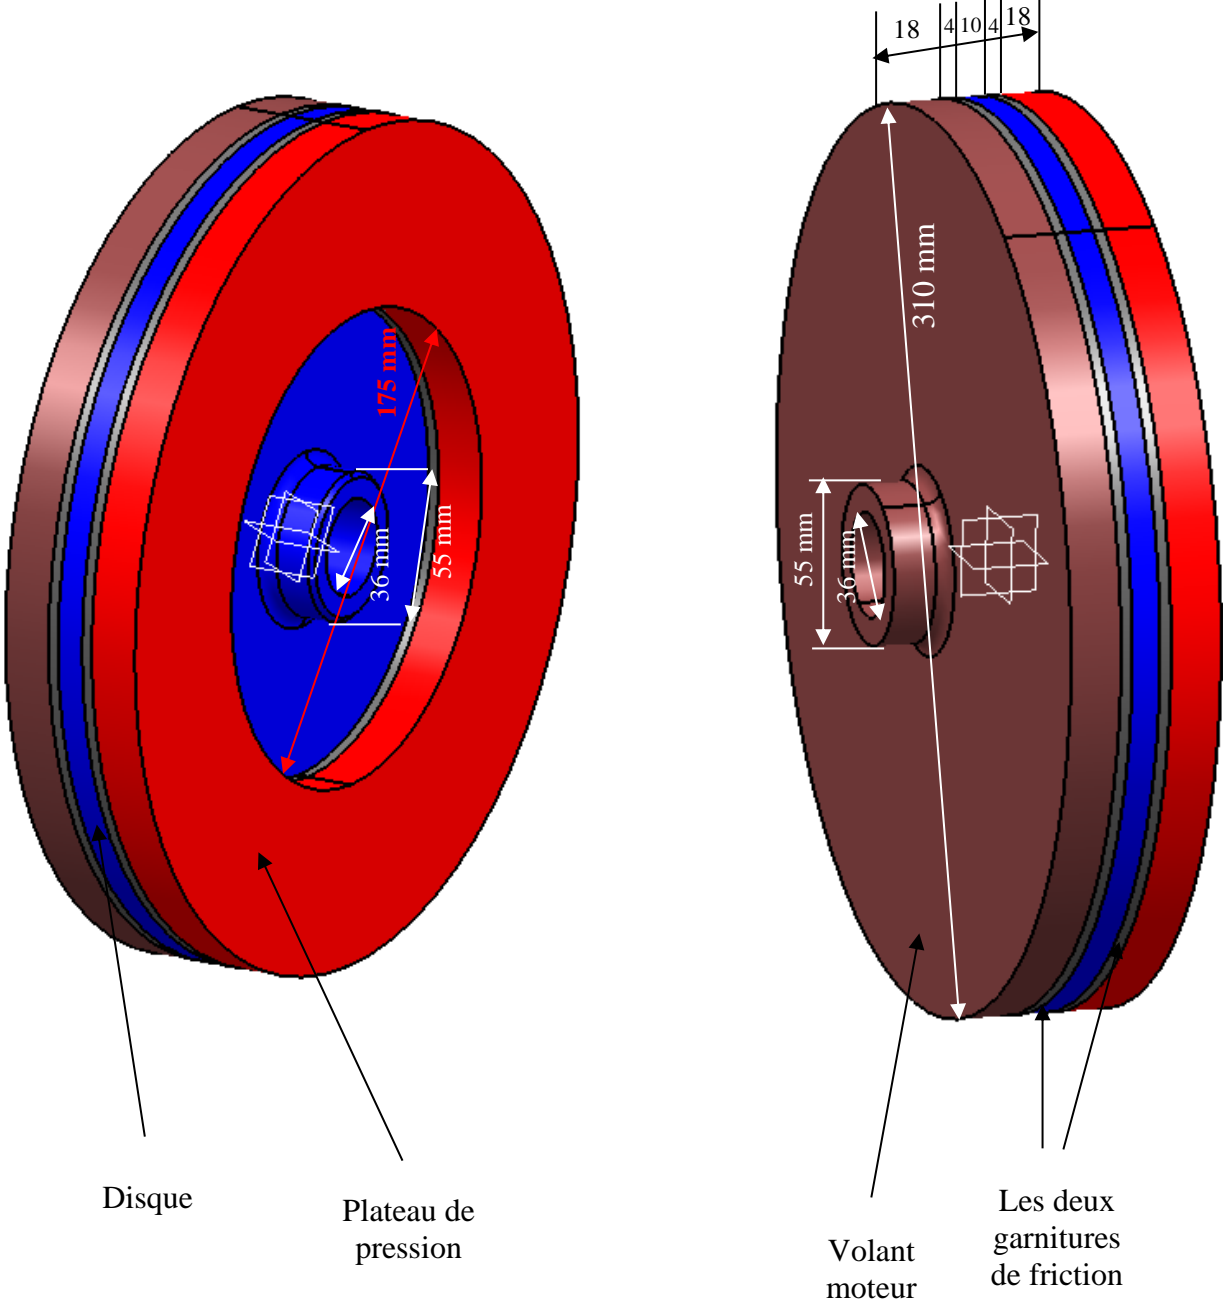 18
4
10
4
18
310 mm
175 mm
36 mm
55 mm
55 mm
36 mm
Disque
Plateau de
pression
Volant
moteur
Les deux
garnitures
de friction